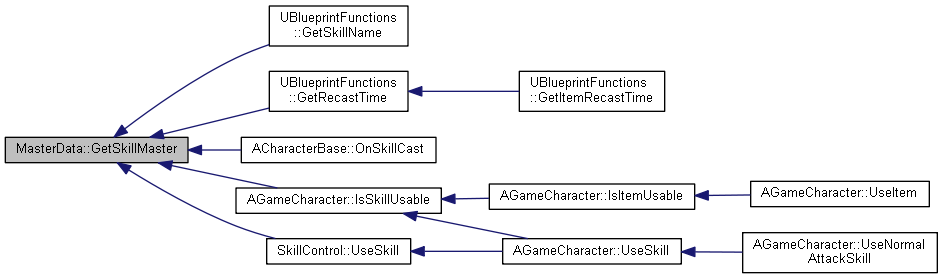 UBlueprintFunctions
::GetSkillName
UBlueprintFunctions
::GetRecastTime
UBlueprintFunctions
::GetItemRecastTime
MasterData::GetSkillMaster
ACharacterBase::OnSkillCast
AGameCharacter::IsSkillUsable
AGameCharacter::IsItemUsable
AGameCharacter::UseItem
SkillControl::UseSkill
AGameCharacter::UseSkill
AGameCharacter::UseNormal
AttackSkill